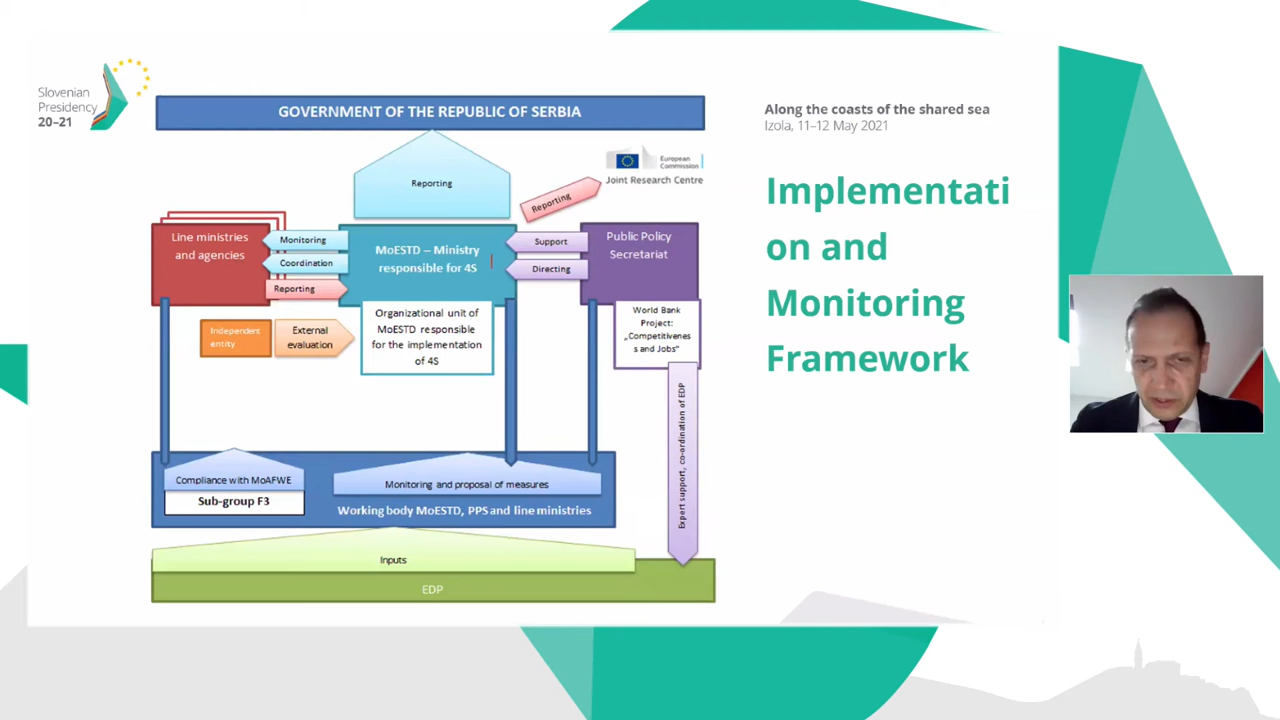 Slovenian
Presidency
20–21
GOVERNMENT OF THE REPUBLIC OF SERBIA
Reporting
European
Commission
Joint Research Centre
Reporting
Line ministries
and agencies
Monitoring
Coordination
Reporting
MoESTD – Ministry
responsible for 4S
Support
Directing
Public Policy
Secretariat
Independent
entity
External
evaluation
Organizational unit of
MoESTD responsible
for the implementation
of 4S
World Bank
Project:
„Competitivenes
s and Jobs"
Expert support, co-ordination of EDP
Compliance with MoAFWE
Sub-group F3
Monitoring and proposal of measures
Working body MoESTD, PPS and line ministries
Inputs
EDP
Along the coasts of the shared sea
Izola, 11–12 May 2021
Implementati
on and
Monitoring
Framework